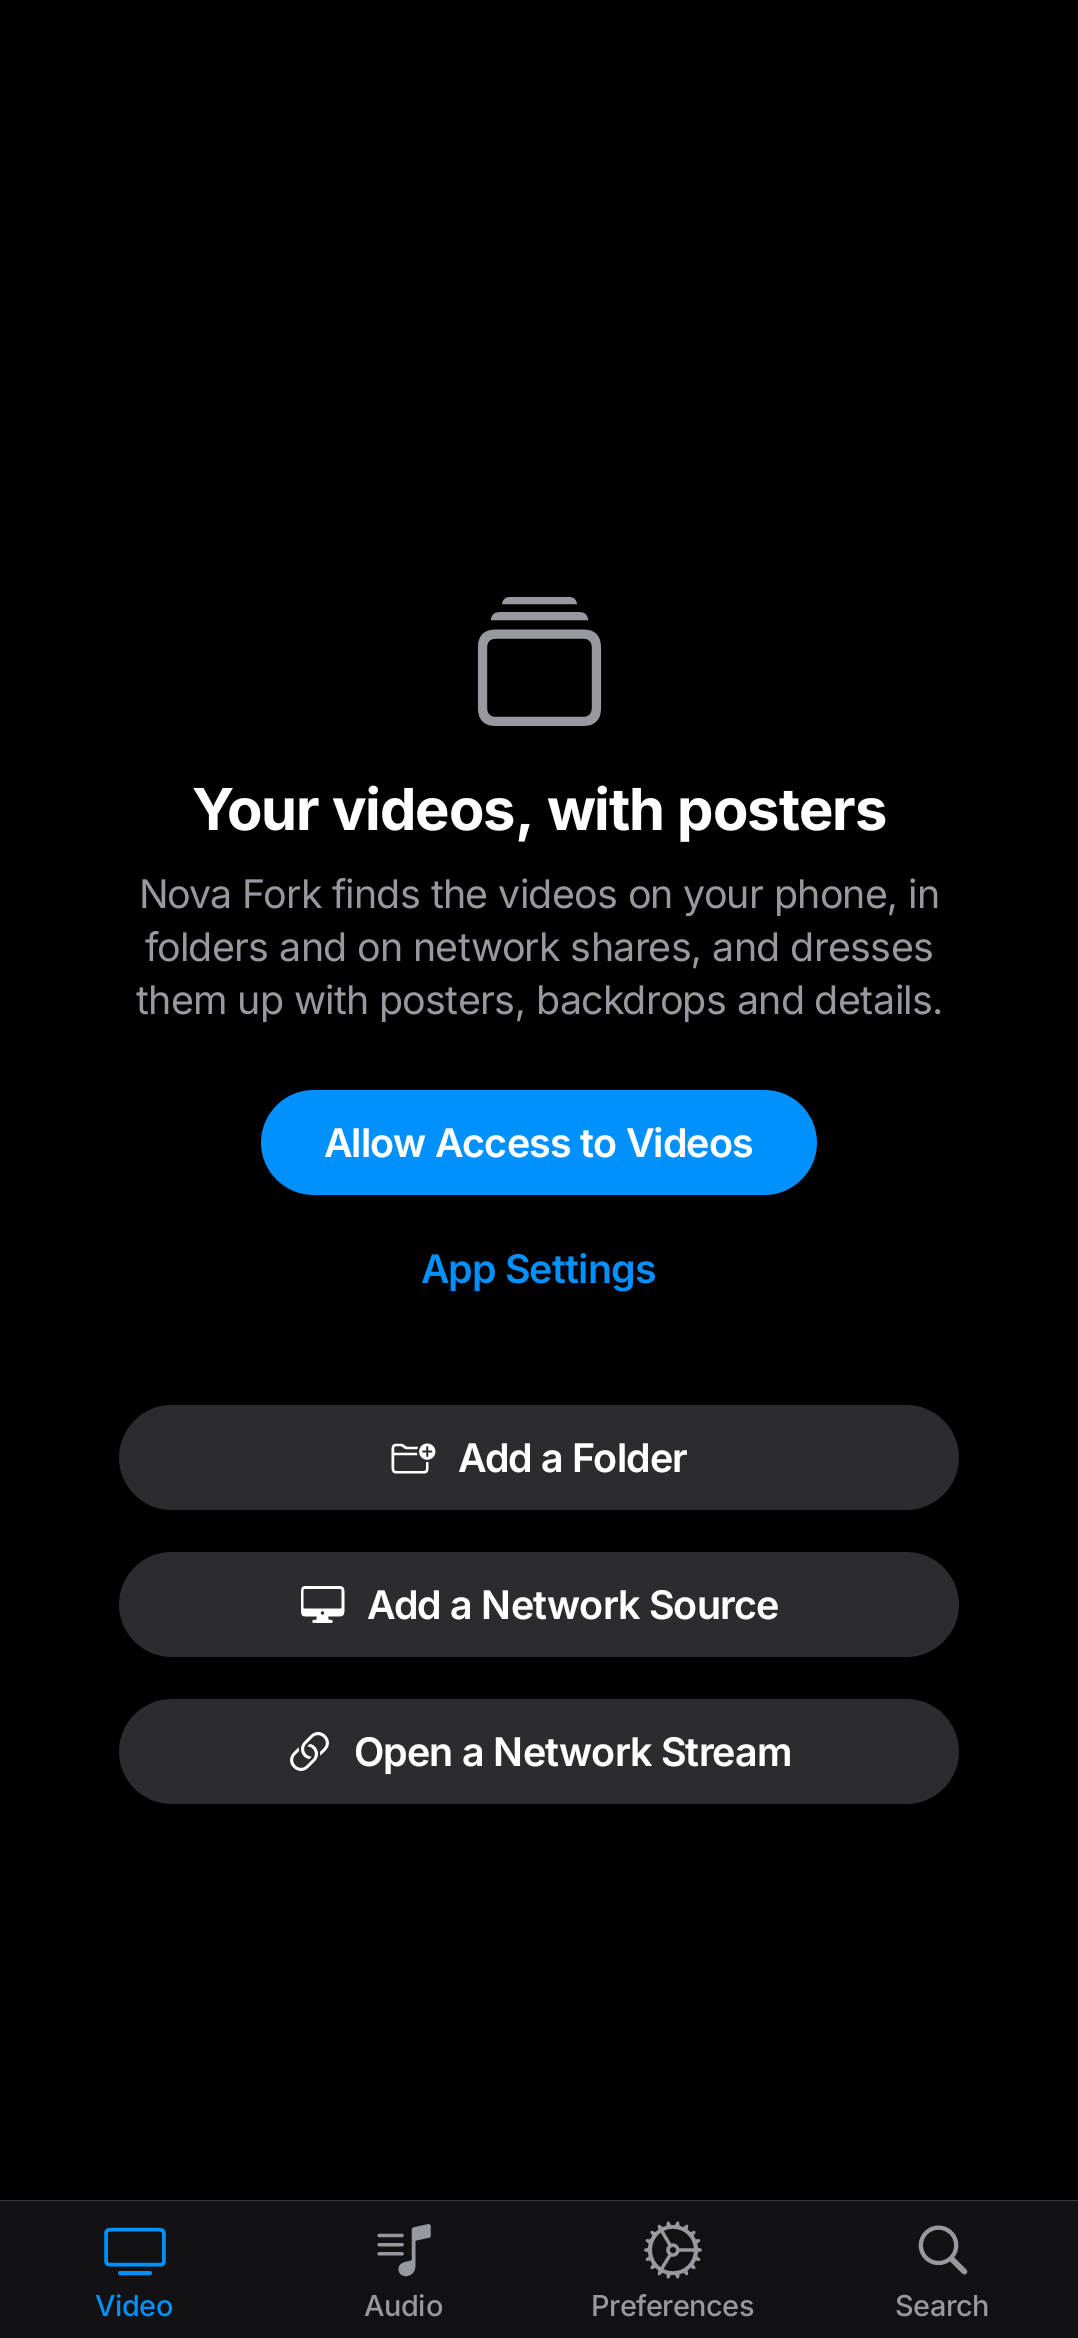 Your videos, with posters
Nova Fork finds the videos on your phone, in
folders and on network shares, and dresses
them up with posters, backdrops and details.
Allow Access to Videos
App Settings
Add a Folder
Add a Network Source
Open a Network Stream
Video
Audio
Preferences
Search